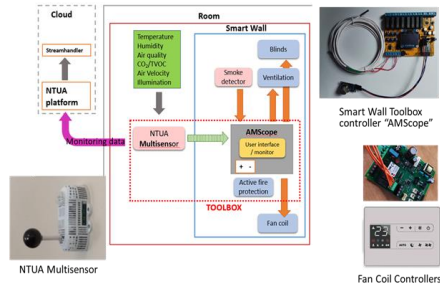 Cloud
Streamhandler
NTUA
platform
Monitoring data
Room
Smart Wall
Temperature
Humidity
Air quality
CO₂/TVOC
Air Velocity
Illumination
Smoke
detector
Blinds
Ventilation
NTUA
Multisensor
AMScope
User interface
/ monitor
+ -
Active fire
protection
TOOLBOX
Fan coil
NTUA Multisensor
Smart Wall Toolbox
controller “AMScope”
23
Fan Coil Controllers